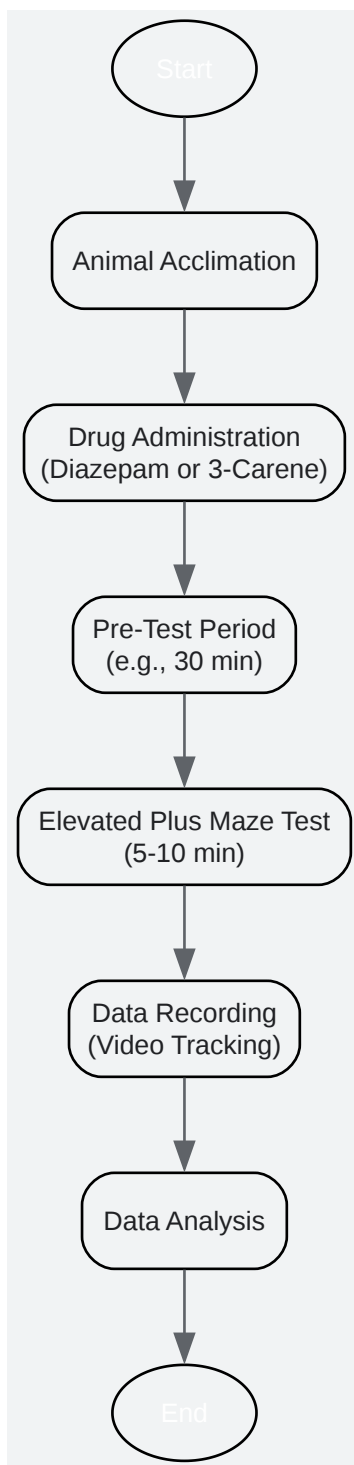 Start
Animal Acclimation
Drug Administration
(Diazepam or 3-Carene)
Pre-Test Period
(e.g., 30 min)
Elevated Plus Maze Test
(5-10 min)
Data Recording
(Video Tracking)
Data Analysis
End